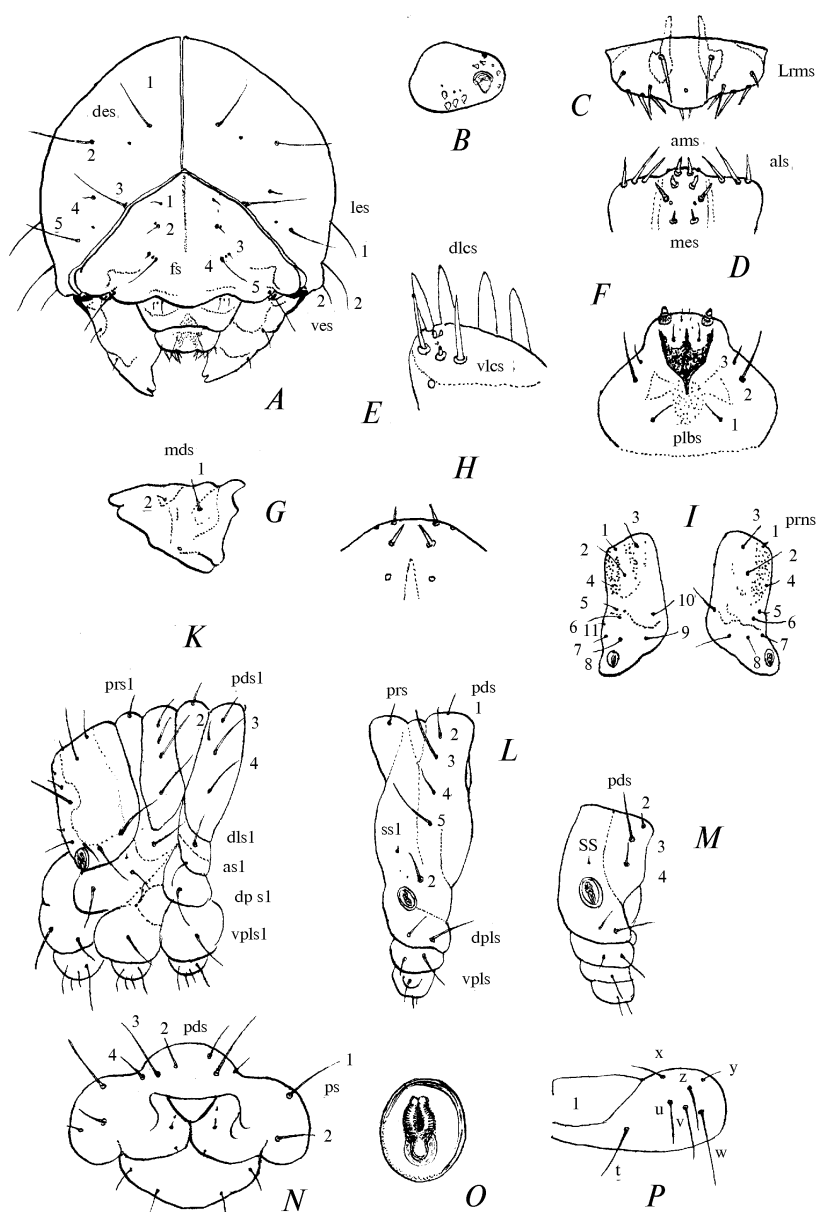 1
des
2
3
4
5
1
2
fs
3
4
5
les
1
2
2
ves
A
B
C
Lrms
ams
als
mes
D
dlcs
vlcs
E
F
3
2
1
plbs
mds
1
2
G
H
I
prns
1
3
2
4
5
6
11
7
8
10
9
3
1
2
4
5
6
7
8
K
prs1
pds1
2
3
4
dls1
as1
dp s1
vpls1
prs
pds
1
2
3
4
5
ss1
2
dpls
vpls
L
pds
2
3
4
SS
M
3
2
pds
4
1
ps
2
N
O
x
z
y
1
u
v
w
t
P